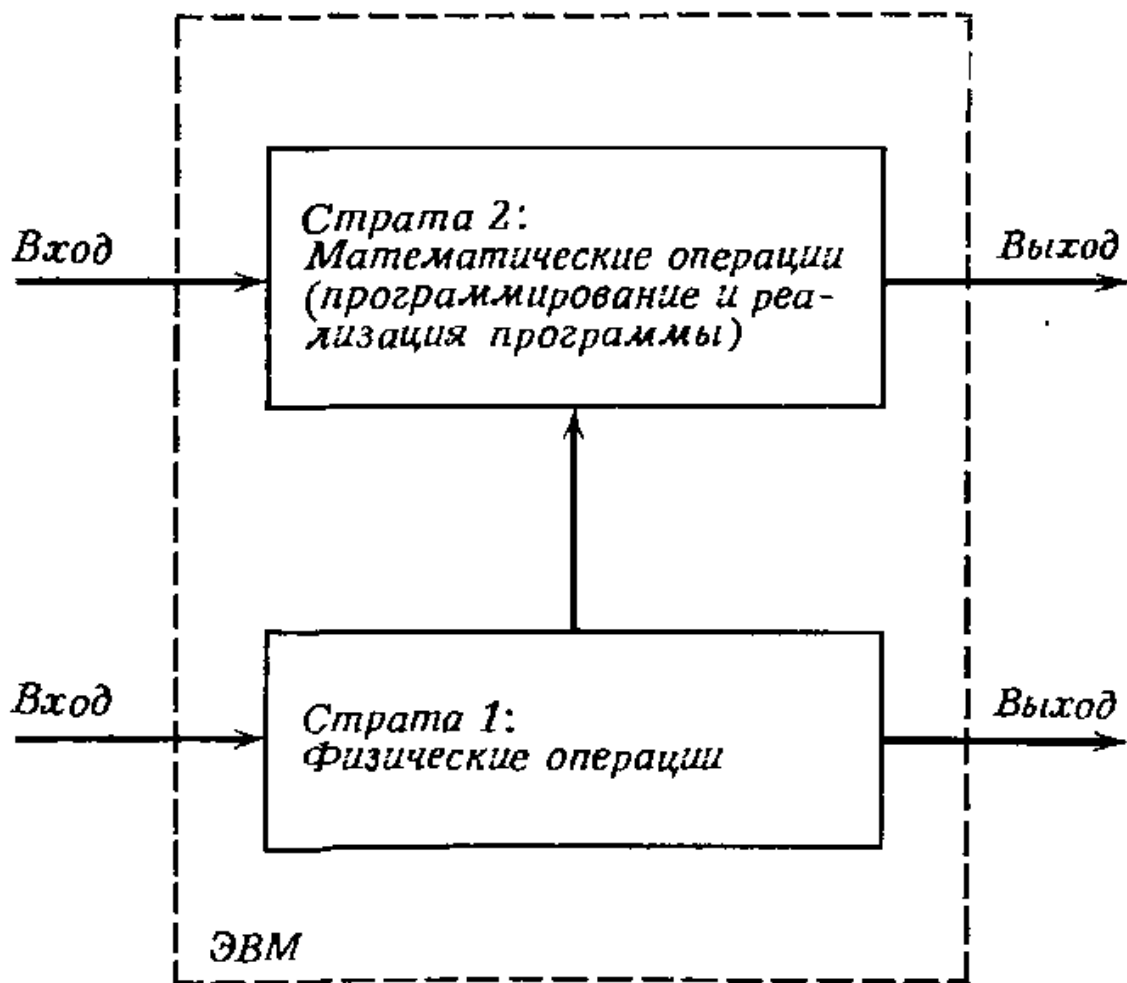 Страта 2:
Вход
Выход
Математические операции
(программирование и реа-
лизация программы)
Вход
Выход
Страта 1:
Физические операции
ЭВМ